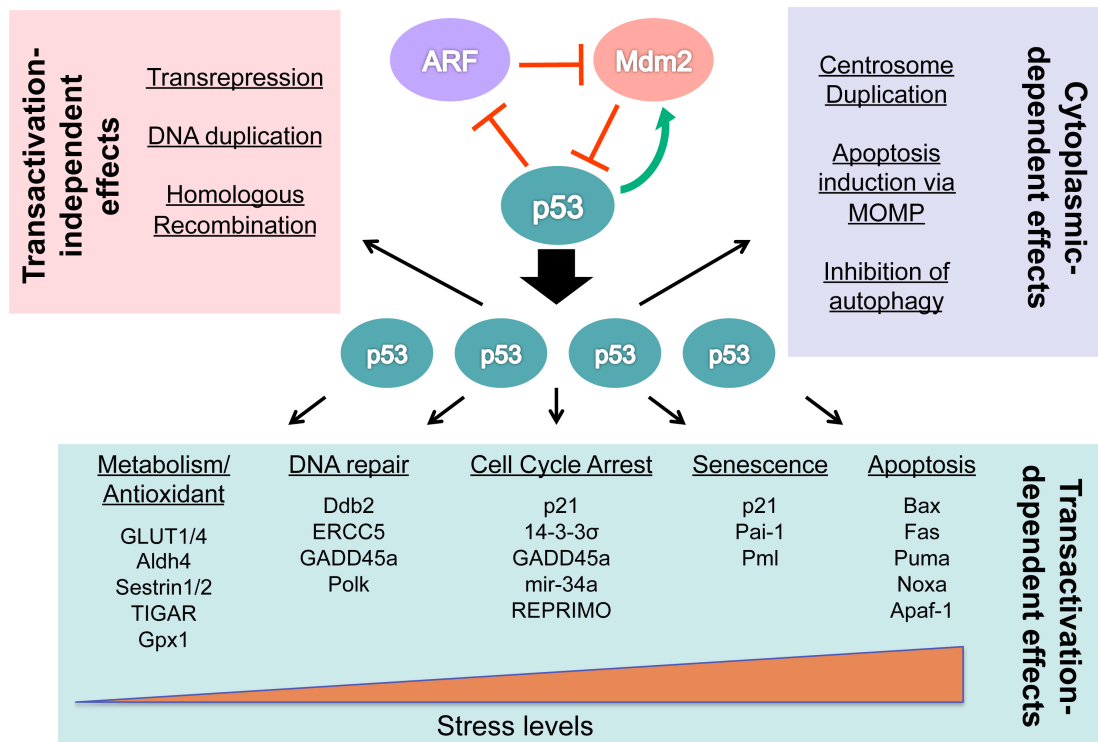 Transactivation-
independent
effects
Transrepression
DNA duplication
Homologous
Recombination
ARF
Mdm2
p53
Cytoplasmic-
dependent effects
Centrosome
Duplication
Apoptosis
induction via
MOMP
Inhibition of
autophagy
p53
p53
p53
p53
Metabolism/
Antioxidant
GLUT1/4
Aldh4
Sestrin1/2
TIGAR
Gpx1
DNA repair
Ddb2
ERCC5
GADD45a
Polk
Cell Cycle Arrest
p21
14-3-3σ
GADD45a
mir-34a
REPRIMO
Senescence
p21
Pai-1
Pml
Apoptosis
Bax
Fas
Puma
Noxa
Apaf-1
Transactivation-
dependent effects
Stress levels